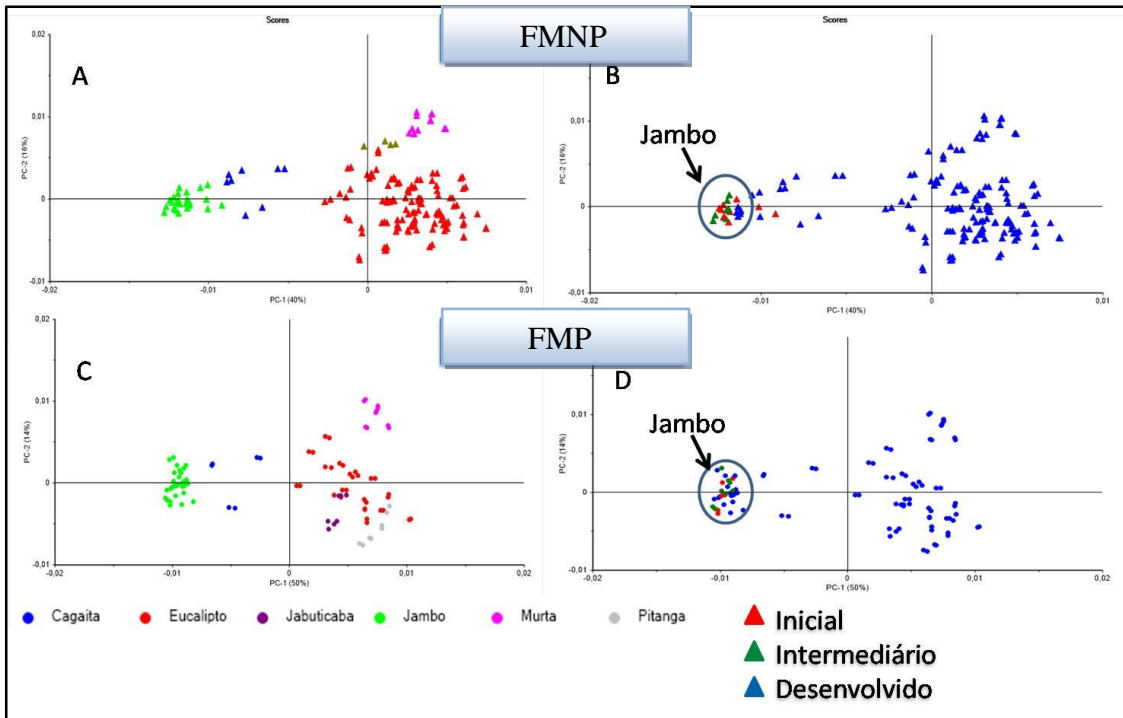 FMNP
Scores
Scores
A
B
0,02
0,01
0
-0,01
PC-2 (16%)
-0,02
-0,01
0
0,01
PC-1 (40%)
0,02
0,01
0
-0,01
PC-2 (16%)
Jambo
-0,02
-0,01
0
0,01
PC-1 (40%)
FMP
C
D
0,02
0,01
0
-0,01
PC-2 (14%)
-0,02
-0,01
0
0,01
0,02
PC-1 (50%)
0,02
0,01
0
-0,01
PC-2 (14%)
Jambo
-0,02
-0,01
0
0,01
0,02
PC-1 (50%)
Cagaita
Eucalipto
Jabuticaba
Jambo
Murta
Pitanga
Inicial
Intermediário
Desenvolvido